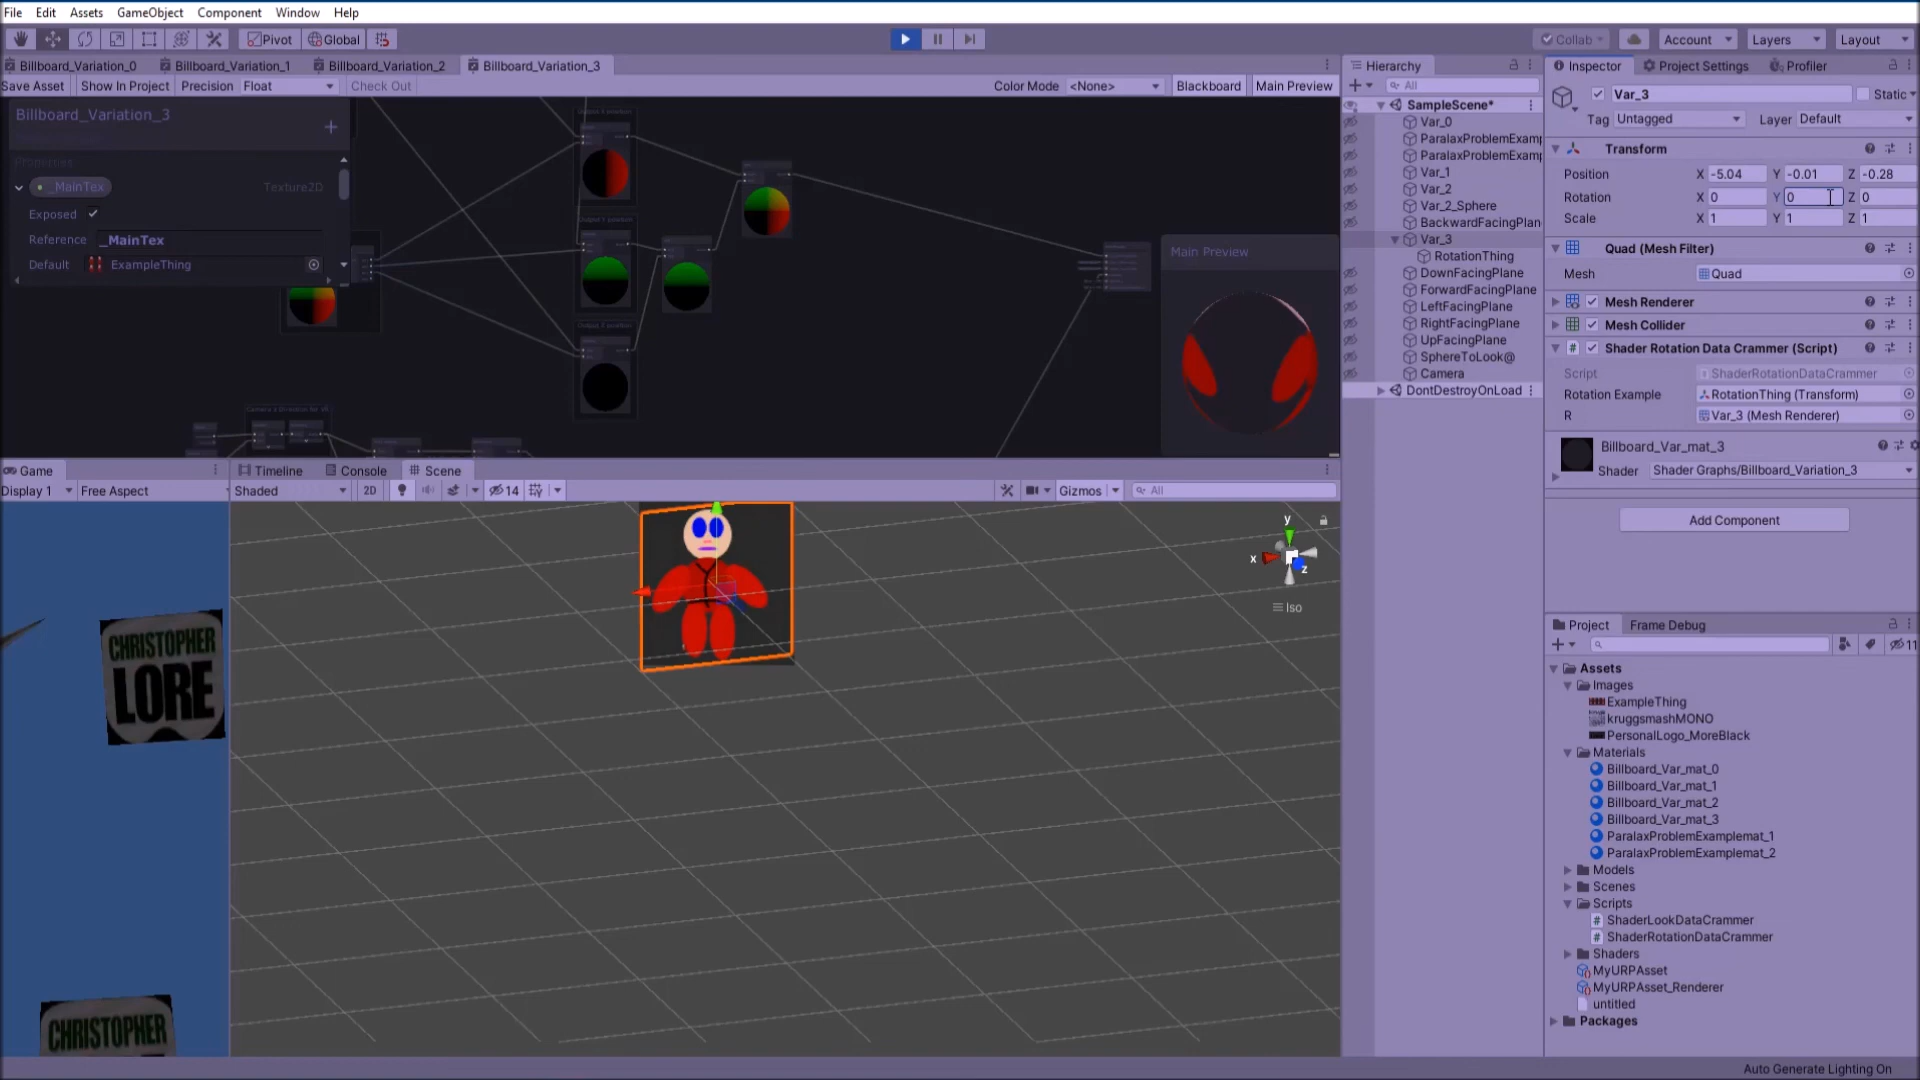 File Edit Assets GameObject Component Window Help
Pivot Global Collab Account Layers Layout
Billboard_Variation_0 Billboard_Variation_1 Billboard_Variation_2 Billboard_Variation_3
Save Asset Show In Project Precision Float Check Out Color Mode <None> Blackboard Main Preview
Billboard_Variation_3
Properties
_MainTex Texture2D
Exposed
Reference _MainTex
Default ExampleThing
Main Preview
Hierarchy
All
SampleScene*
Var_0
ParalaxProblemExamp
ParalaxProblemExamp
Var_1
Var_2
Var_2_Sphere
BackwardFacingPlan
Var_3
RotationThing
DownFacingPlane
ForwardFacingPlane
LeftFacingPlane
RightFacingPlane
UpFacingPlane
SphereToLook@
Camera
DontDestroyOnLoad
Inspector Project Settings Profiler
Var_3 Static
Tag Untagged Layer Default
Transform
Position X -5.04 Y -0.01 Z -0.28
Rotation X 0 Y 0 Z 0
Scale X 1 Y 1 Z 1
Quad (Mesh Filter)
Mesh Quad
Mesh Renderer
Mesh Collider
Shader Rotation Data Crammer (Script)
Script ShaderRotationDataCrammer
Rotation Example RotationThing (Transform)
R Var_3 (Mesh Renderer)
Billboard_Var_mat_3
Shader Shader Graphs/Billboard_Variation_3
Add Component
Game
Display 1 Free Aspect
CHRISTOPHER
LORE
CHRISTOPHER
Timeline Console Scene
Shaded 2D 14 Gizmos All
y
x
z
Iso
Project Frame Debug
11
Assets
Images
ExampleThing
kruggsmashMONO
PersonalLogo_MoreBlack
Materials
Billboard_Var_mat_0
Billboard_Var_mat_1
Billboard_Var_mat_2
Billboard_Var_mat_3
ParalaxProblemExamplemat_1
ParalaxProblemExamplemat_2
Models
Scenes
Scripts
ShaderLookDataCrammer
ShaderRotationDataCrammer
Shaders
MyURPAsset
MyURPAsset_Renderer
untitled
Packages
Auto Generate Lighting On